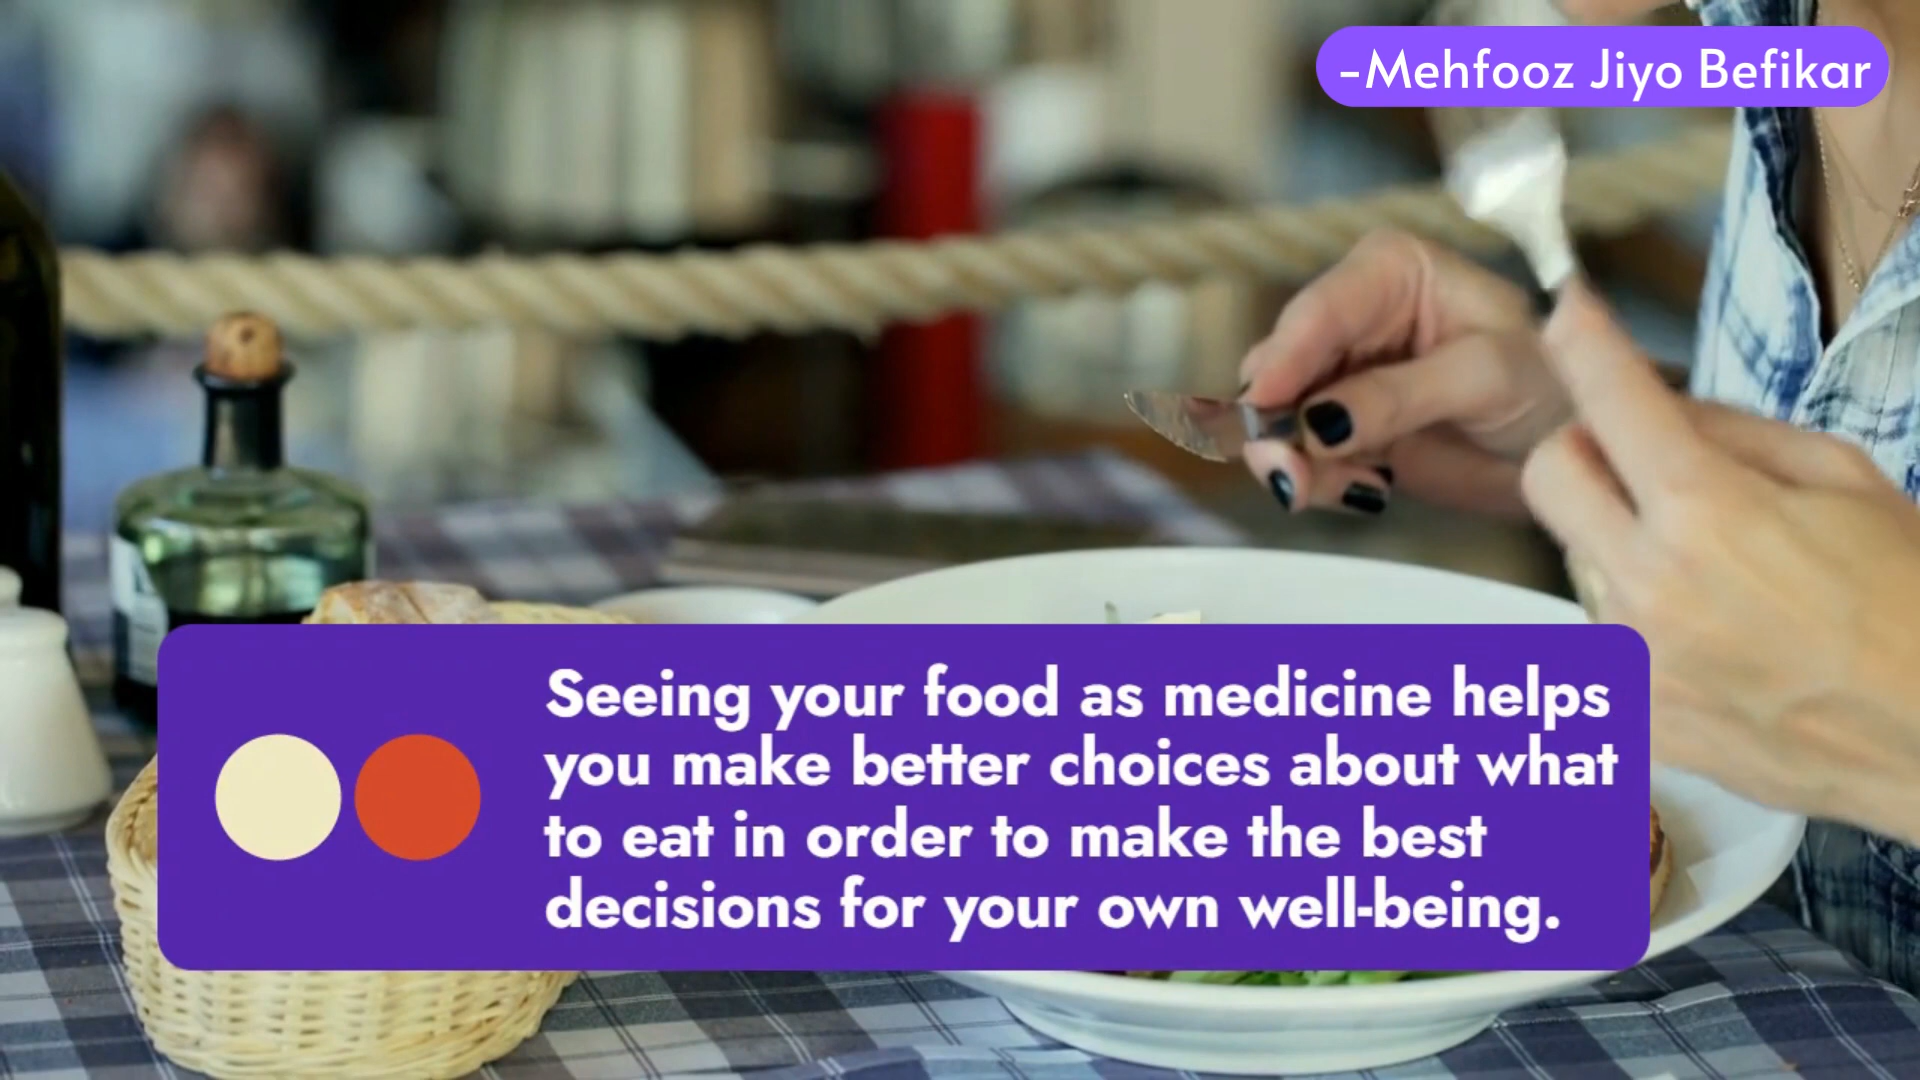 -Mehfooz Jiyo Befikar
Seeing your food as medicine helps
you make better choices about what
to eat in order to make the best
decisions for your own well-being.